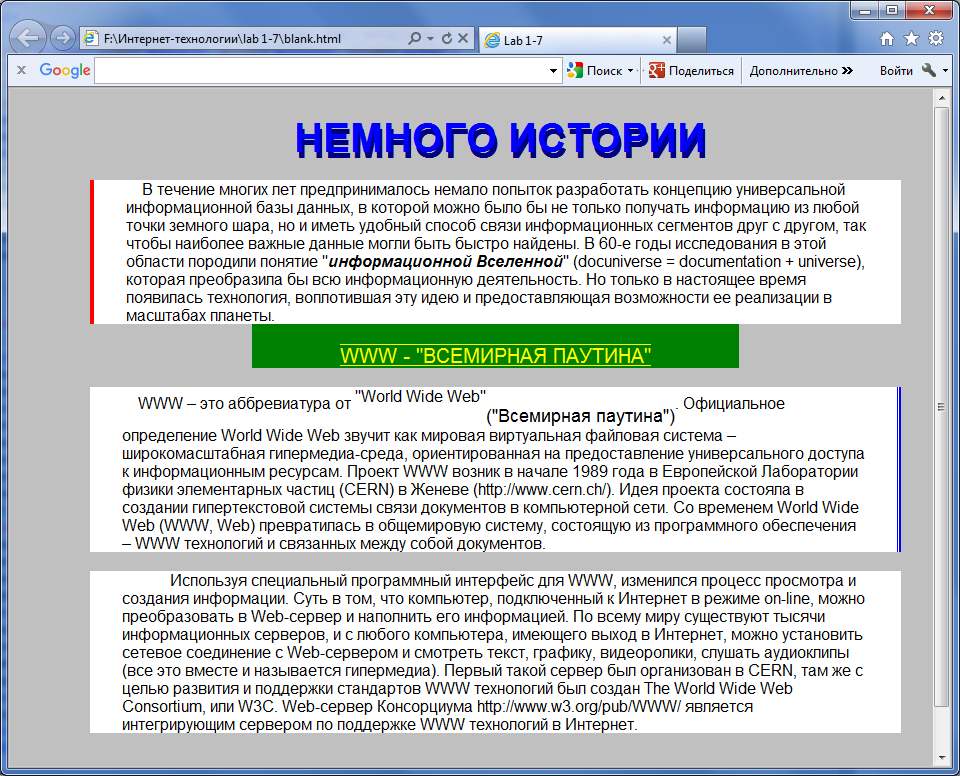 F:\Интернет-технологии\lab 1-7\blank.html
Lab 1-7
x Google Поиск Поделиться Дополнительно » Войти
НЕМНОГО ИСТОРИИ
В течение многих лет предпринималось немало попыток разработать концепцию универсальной
информационной базы данных, в которой можно было бы не только получать информацию из любой
точки земного шара, но и иметь удобный способ связи информационных сегментов друг с другом, так
чтобы наиболее важные данные могли быть быстро найдены. В 60-е годы исследования в этой
области породили понятие "информационной Вселенной" (docuniverse = documentation + universe),
которая преобразила бы всю информационную деятельность. Но только в настоящее время
появилась технология, воплотившая эту идею и предоставляющая возможности ее реализации в
масштабах планеты.
WWW - "ВСЕМИРНАЯ ПАУТИНА"
WWW – это аббревиатура от "World Wide Web" ("Всемирная паутина"). Официальное
определение World Wide Web звучит как мировая виртуальная файловая система –
широкомасштабная гипермедиа-среда, ориентированная на предоставление универсального доступа
к информационным ресурсам. Проект WWW возник в начале 1989 года в Европейской Лаборатории
физики элементарных частиц (CERN) в Женеве (http://www.cern.ch/). Идея проекта состояла в
создании гипертекстовой системы связи документов в компьютерной сети. Со временем World Wide
Web (WWW, Web) превратилась в общемировую систему, состоящую из программного обеспечения
– WWW технологий и связанных между собой документов.
Используя специальный программный интерфейс для WWW, изменился процесс просмотра и
создания информации. Суть в том, что компьютер, подключенный к Интернет в режиме on-line, можно
преобразовать в Web-сервер и наполнить его информацией. По всему миру существуют тысячи
информационных серверов, и с любого компьютера, имеющего выход в Интернет, можно установить
сетевое соединение с Web-сервером и смотреть текст, графику, видеоролики, слушать аудиоклипы
(все это вместе и называется гипермедиа). Первый такой сервер был организован в CERN, там же с
целью развития и поддержки стандартов WWW технологий был создан The World Wide Web
Consortium, или W3C. Web-сервер Консорциума http://www.w3.org/pub/WWW/ является
интегрирующим сервером по поддержке WWW технологий в Интернет.